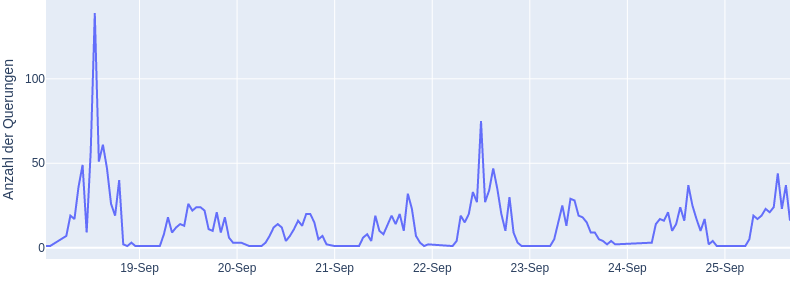 Anzahl der Querungen
100
50
0
19-Sep
20-Sep
21-Sep
22-Sep
23-Sep
24-Sep
25-Sep